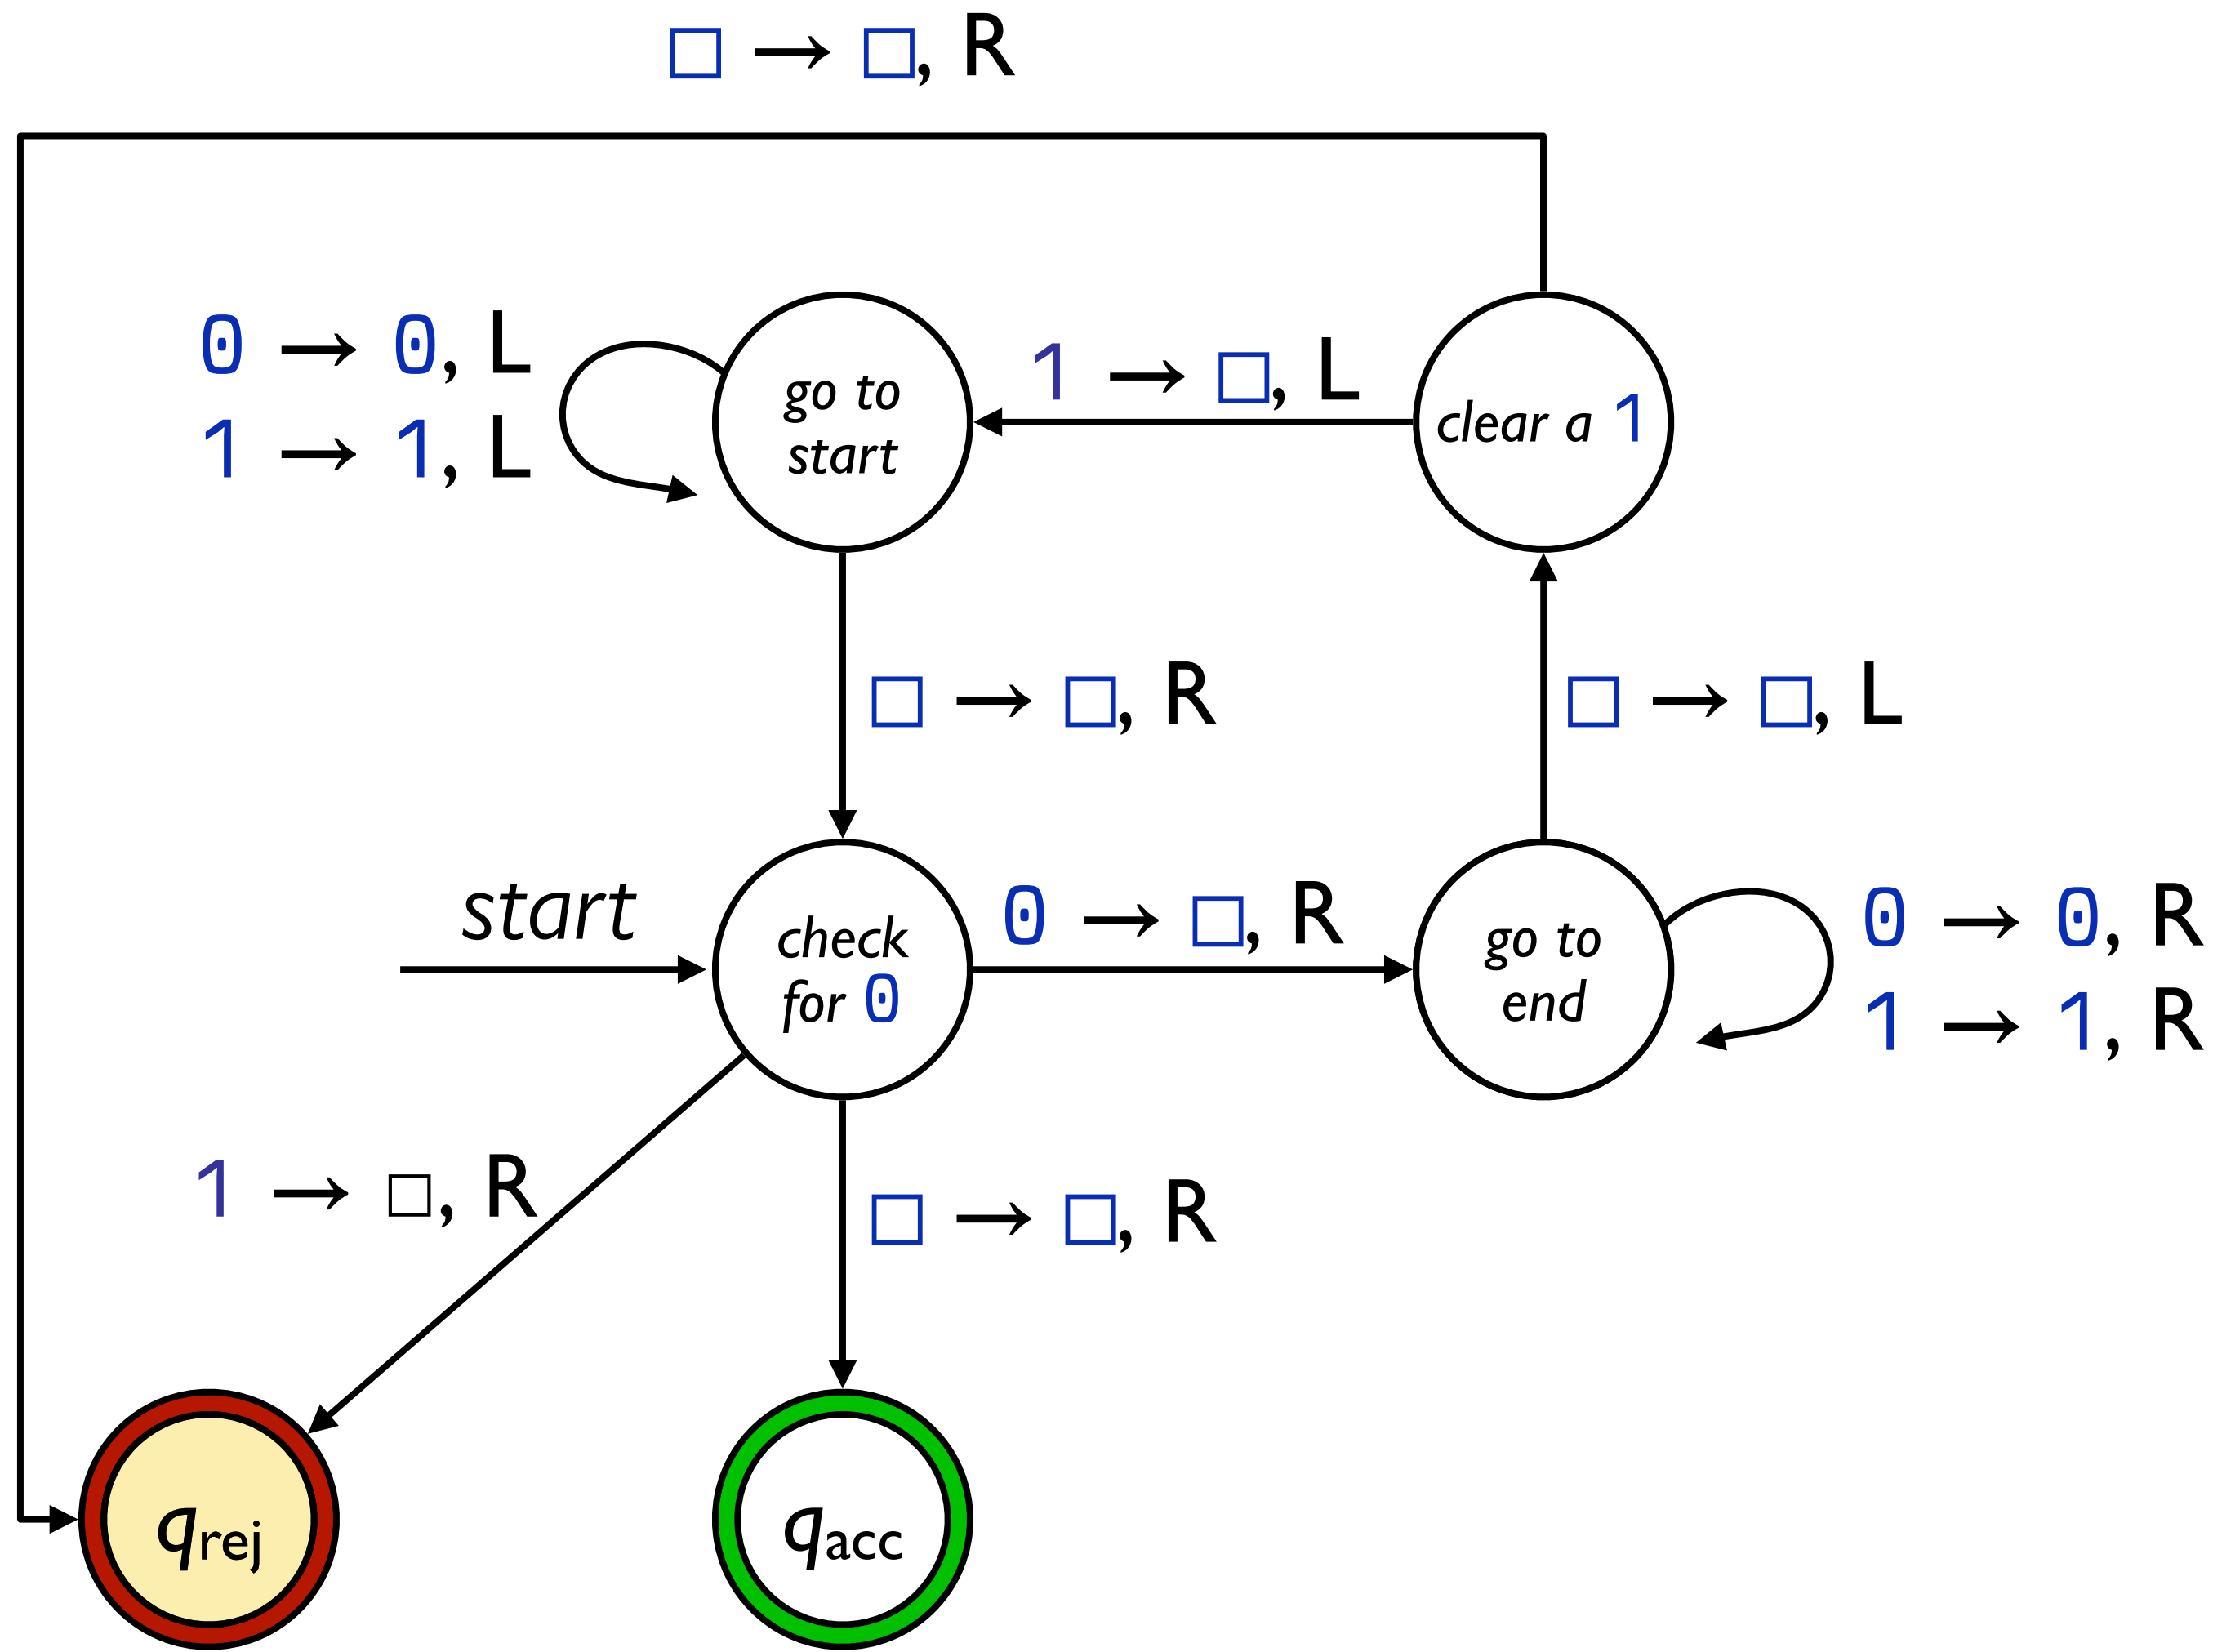 □ → □, R
0 → 0, L
1 → 1, L
go to
start
1 → □, L
clear a 1
□ → □, R
□ → □, L
start
check
for 0
0 → □, R
go to
end
0 → 0, R
1 → 1, R
1 → □, R
□ → □, R
qrej
qacc